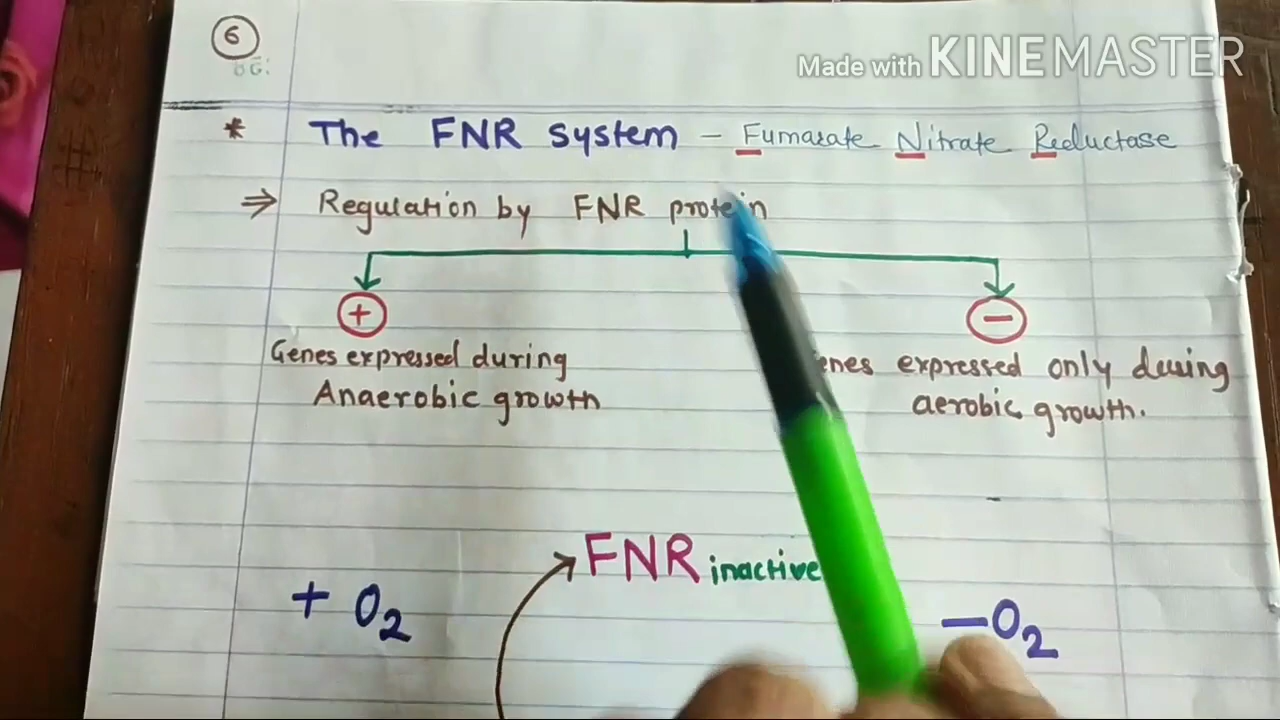 6
Made with KINEMASTER
* The FNR system - Fumarate Nitrate Reductase
⇒ Regulation by FNR protein
+ −
Genes expressed during
Anaerobic growth
enes expressed only during
aerobic growth.
FNR inactive
+ O2
−O2